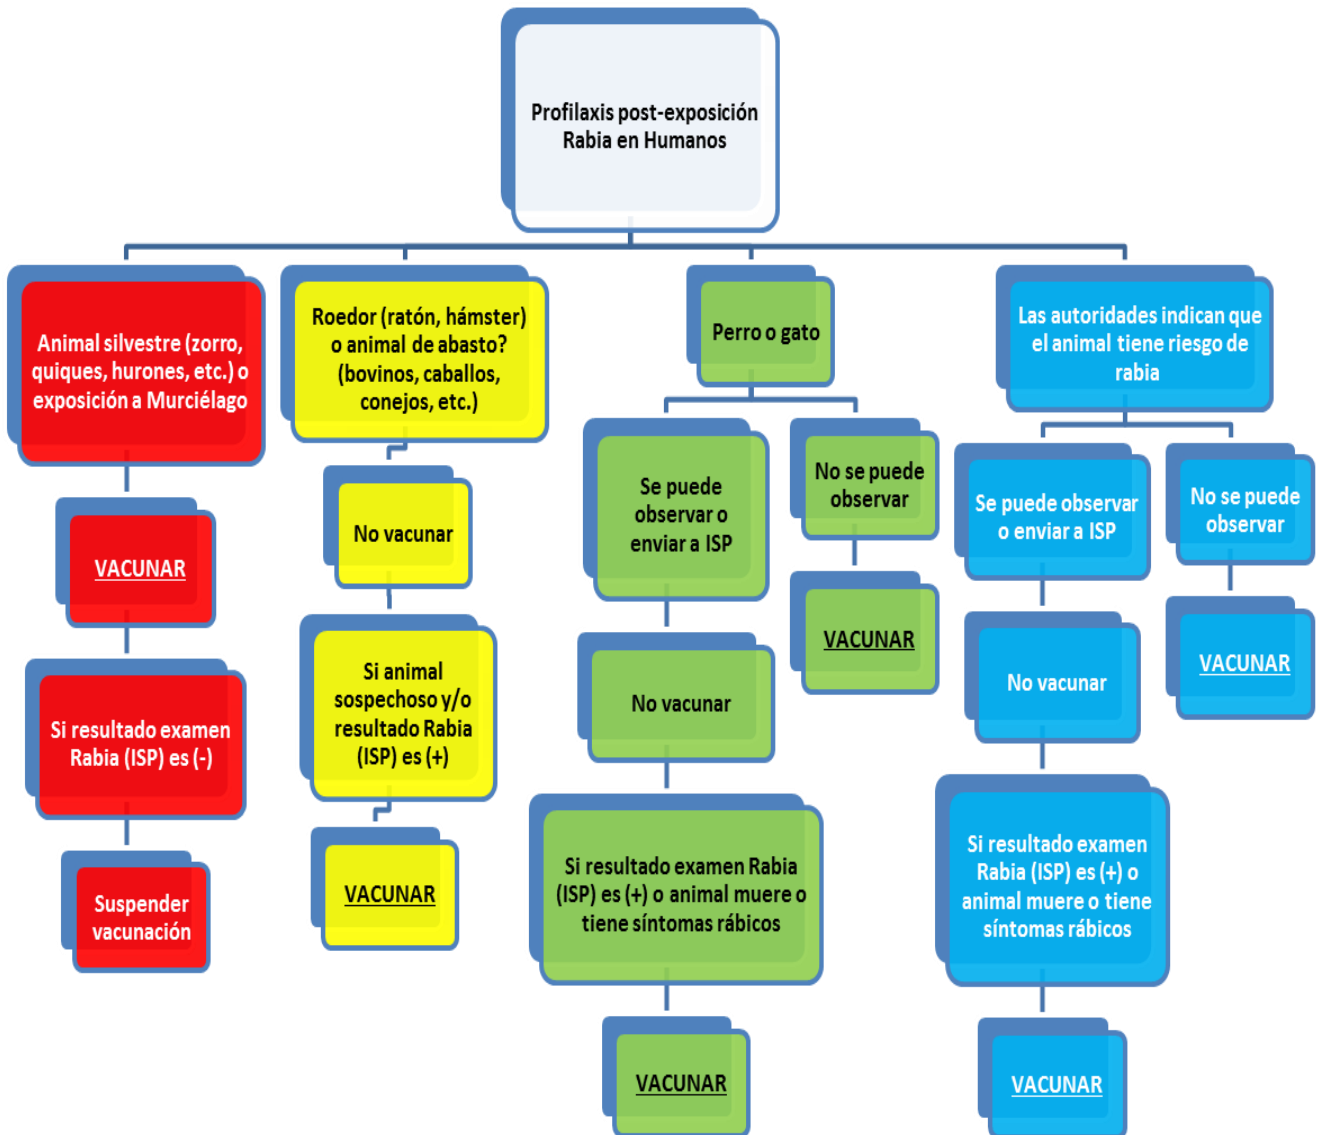 Profilaxis post-exposición
Rabia en Humanos
Animal silvestre (zorro,
quiques, hurones, etc.) o
exposición a Murciélago
VACUNAR
Si resultado examen
Rabia (ISP) es (-)
Suspender
vacunación
Roedor (ratón, hámster)
o animal de abasto?
(bovinos, caballos,
conejos, etc.)
No vacunar
Si animal
sospechoso y/o
resultado Rabia
(ISP) es (+)
VACUNAR
Perro o gato
Se puede
observar o
enviar a ISP
No vacunar
Si resultado examen Rabia
(ISP) es (+) o animal muere o
tiene síntomas rábicos
VACUNAR
No se puede
observar
VACUNAR
Las autoridades indican que
el animal tiene riesgo de
rabia
Se puede observar
o enviar a ISP
No vacunar
Si resultado examen
Rabia (ISP) es (+) o
animal muere o tiene
síntomas rábicos
VACUNAR
No se puede
observar
VACUNAR